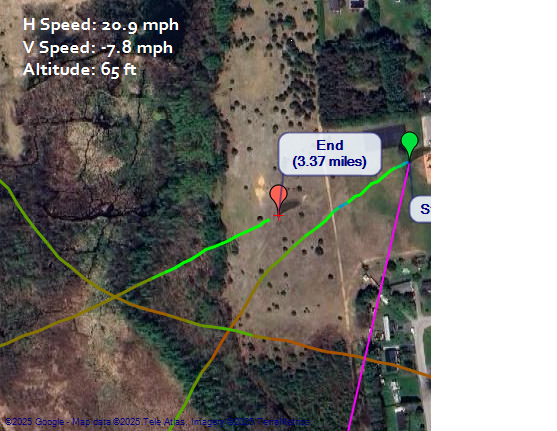 H Speed: 20.9 mph
V Speed: -7.8 mph
Altitude: 65 ft
End
(3.37 miles)
S
©2025 Google - Map data ©2025 Tele Atlas, Imagery ©2025 TerraMetrics